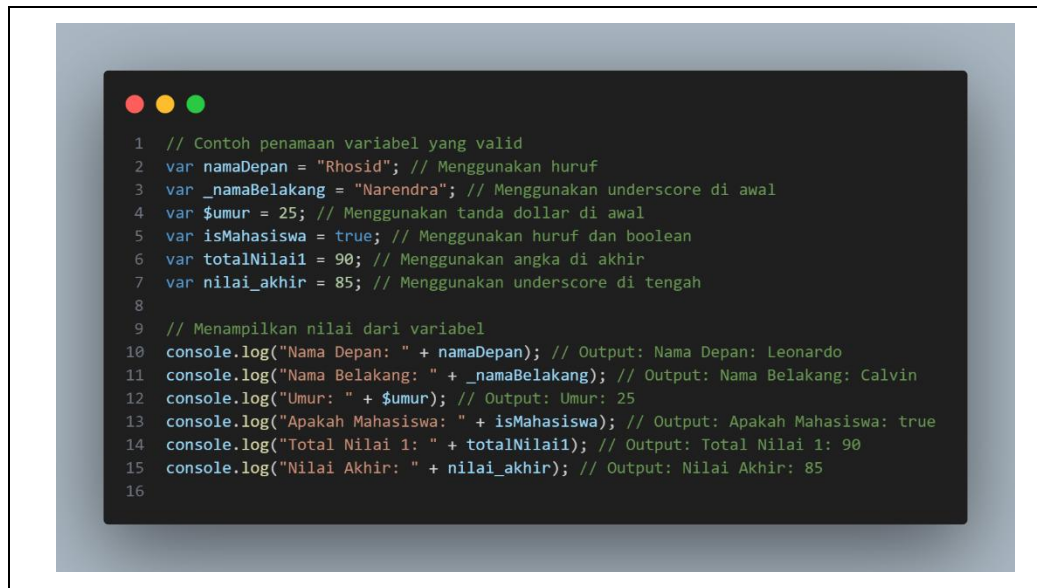 1 // Contoh penamaan variabel yang valid
2 var namaDepan = "Rhosid"; // Menggunakan huruf
3 var _namaBelakang = "Narendra"; // Menggunakan underscore di awal
4 var $umur = 25; // Menggunakan tanda dollar di awal
5 var isMahasiswa = true; // Menggunakan huruf dan boolean
6 var totalNilai1 = 90; // Menggunakan angka di akhir
7 var nilai_akhir = 85; // Menggunakan underscore di tengah
8
9 // Menampilkan nilai dari variabel
10 console.log("Nama Depan: " + namaDepan); // Output: Nama Depan: Leonardo
11 console.log("Nama Belakang: " + _namaBelakang); // Output: Nama Belakang: Calvin
12 console.log("Umur: " + $umur); // Output: Umur: 25
13 console.log("Apakah Mahasiswa: " + isMahasiswa); // Output: Apakah Mahasiswa: true
14 console.log("Total Nilai 1: " + totalNilai1); // Output: Total Nilai 1: 90
15 console.log("Nilai Akhir: " + nilai_akhir); // Output: Nilai Akhir: 85
16